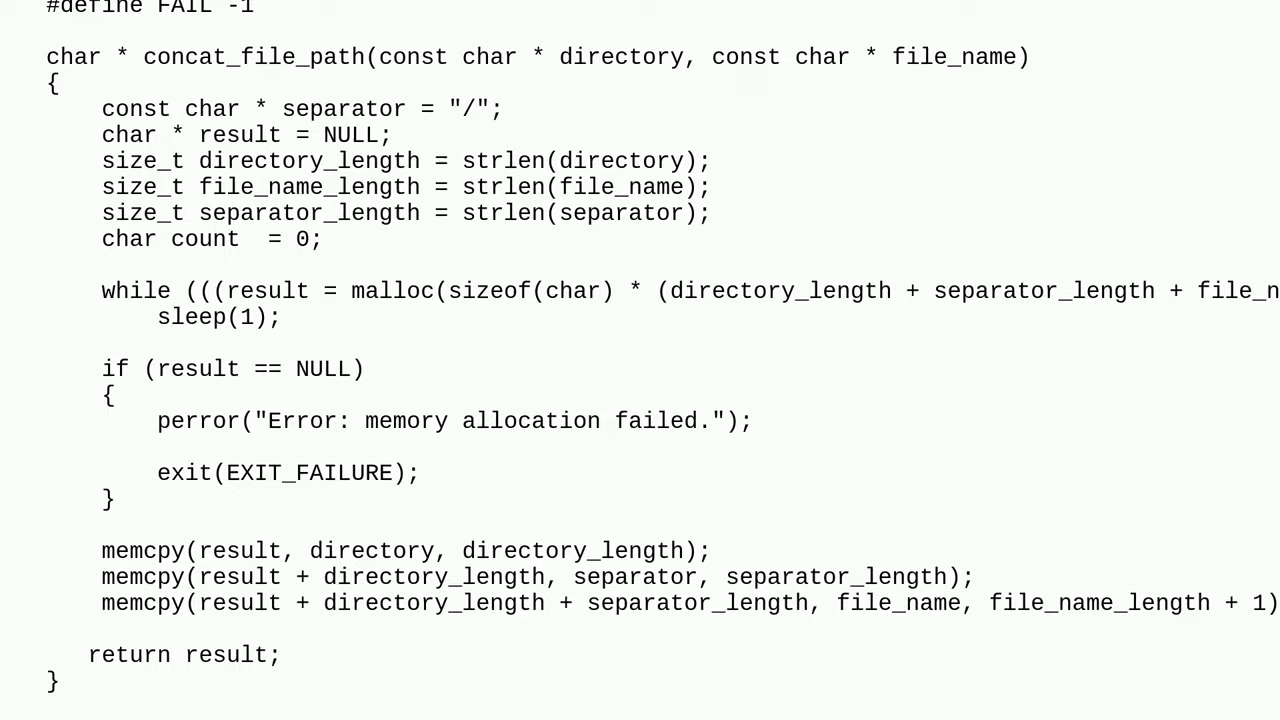 #define FAIL -1
char * concat_file_path(const char * directory, const char * file_name)
{
const char * separator = "/";
char * result = NULL;
size_t directory_length = strlen(directory);
size_t file_name_length = strlen(file_name);
size_t separator_length = strlen(separator);
char count  = 0;
while (((result = malloc(sizeof(char) * (directory_length + separator_length + file_n
sleep(1);
if (result == NULL)
{
perror("Error: memory allocation failed.");
exit(EXIT_FAILURE);
}
memcpy(result, directory, directory_length);
memcpy(result + directory_length, separator, separator_length);
memcpy(result + directory_length + separator_length, file_name, file_name_length + 1)
return result;
}